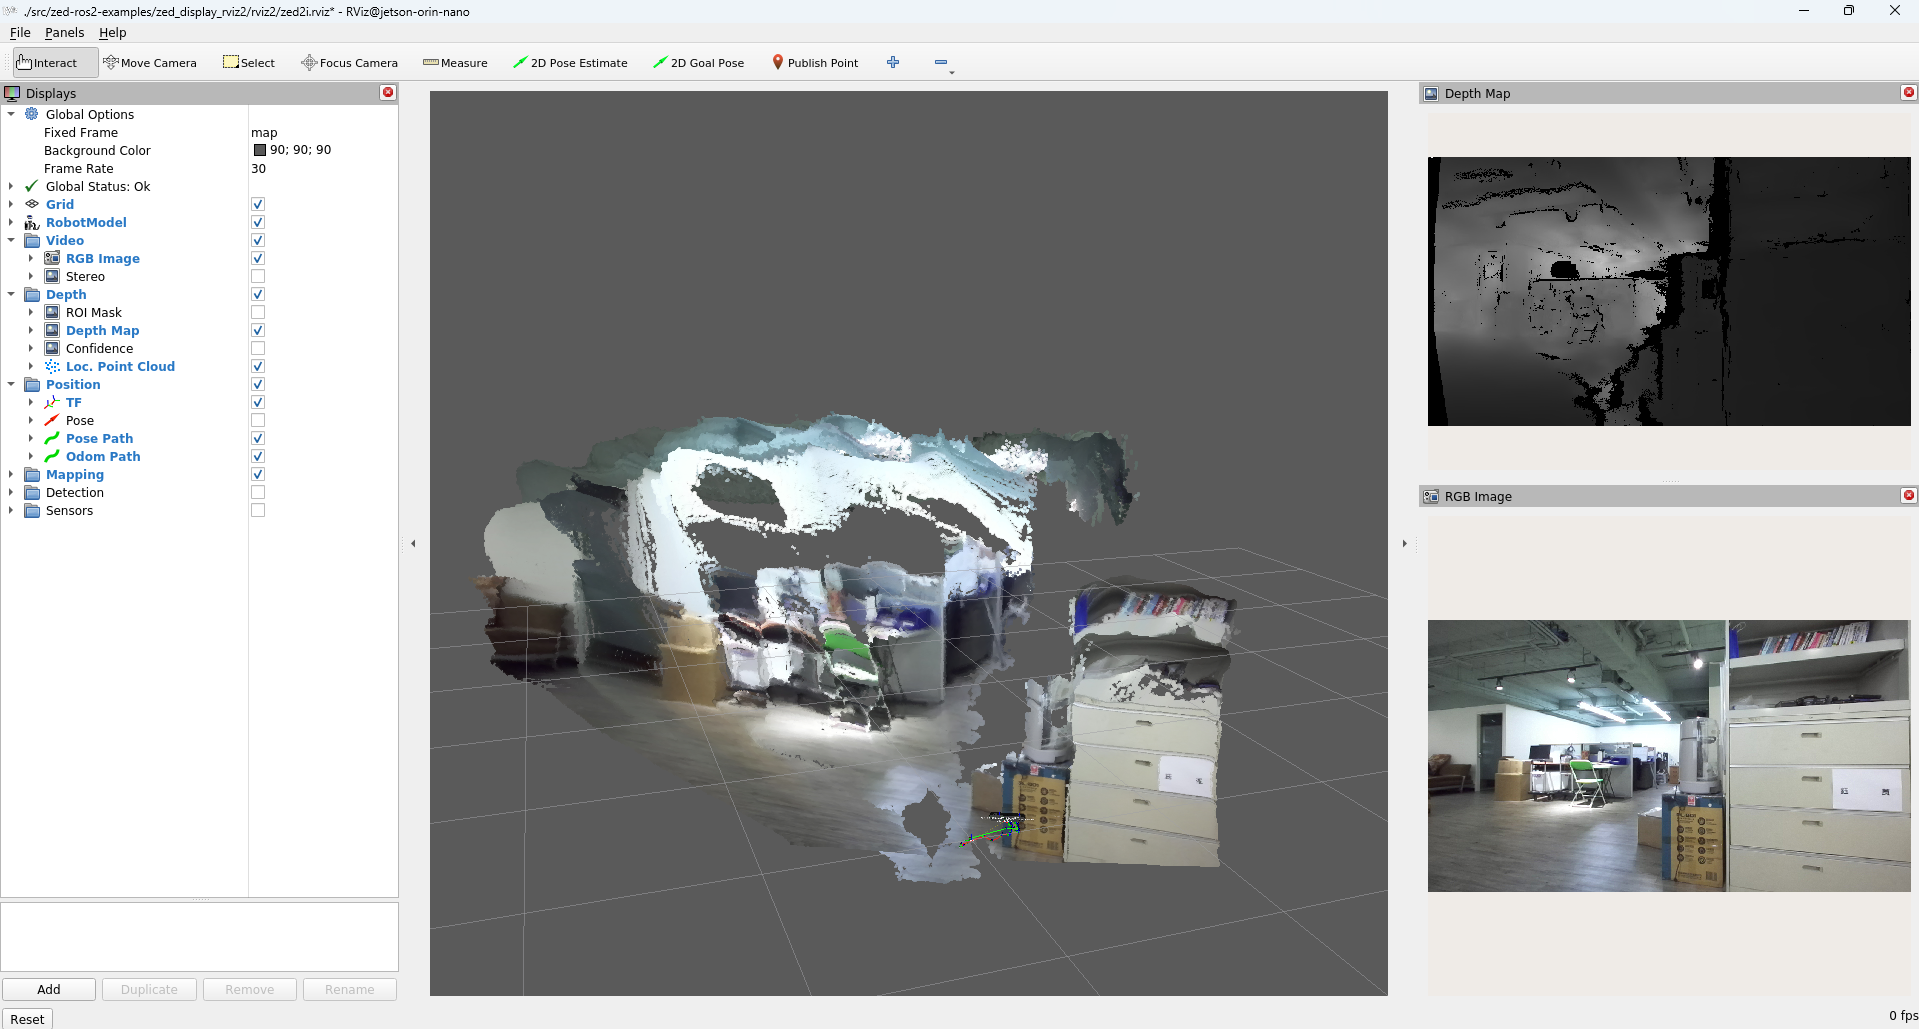 ./src/zed-ros2-examples/zed_display_rviz2/rviz2/zed2i.rviz* - RViz@jetson-orin-nano
File Panels Help
Interact Move Camera Select Focus Camera Measure 2D Pose Estimate 2D Goal Pose Publish Point
Displays
Global Options
Fixed Frame map
Background Color 90; 90; 90
Frame Rate 30
Global Status: Ok
Grid
RobotModel
Video
RGB Image
Stereo
Depth
ROI Mask
Depth Map
Confidence
Loc. Point Cloud
Position
TF
Pose
Pose Path
Odom Path
Mapping
Detection
Sensors
Add Duplicate Remove Rename
Reset
Depth Map
RGB Image
0 fps